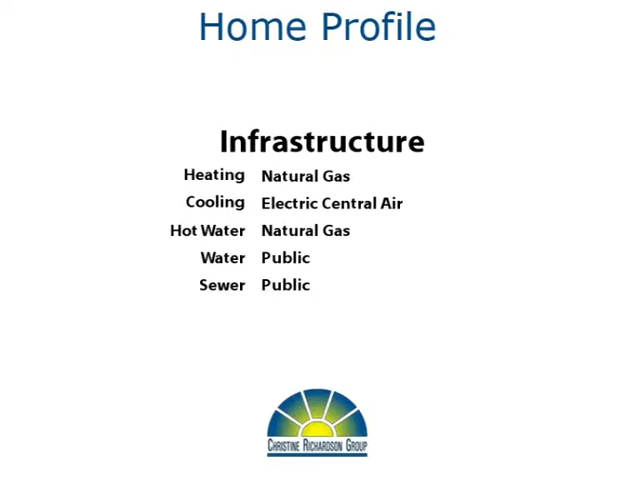 Home Profile
Infrastructure
Heating Natural Gas
Cooling Electric Central Air
Hot Water Natural Gas
Water Public
Sewer Public
Christine Richardson Group